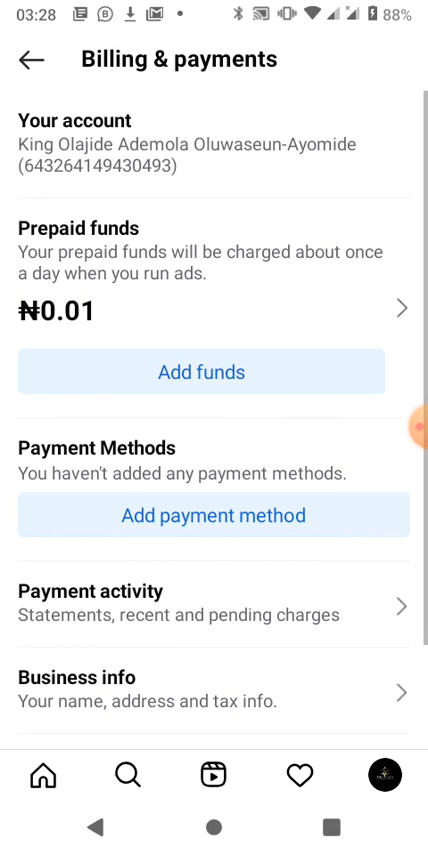 03:28
88%
Billing & payments
Your account
King Olajide Ademola Oluwaseun-Ayomide
(643264149430493)
Prepaid funds
Your prepaid funds will be charged about once
a day when you run ads.
₦0.01
Add funds
Payment Methods
You haven't added any payment methods.
Add payment method
Payment activity
Statements, recent and pending charges
Business info
Your name, address and tax info.